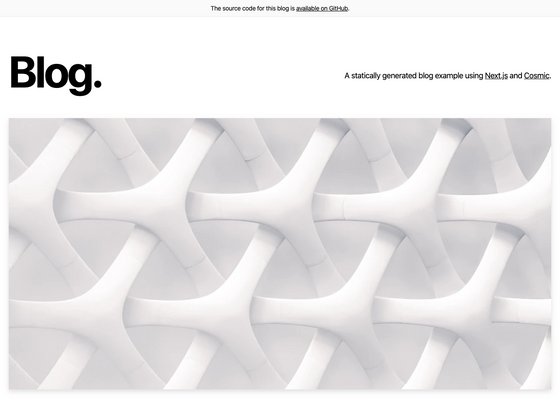 The source code for this blog is available on GitHub.
Blog.
A statically generated blog example using Next.js and Cosmic.